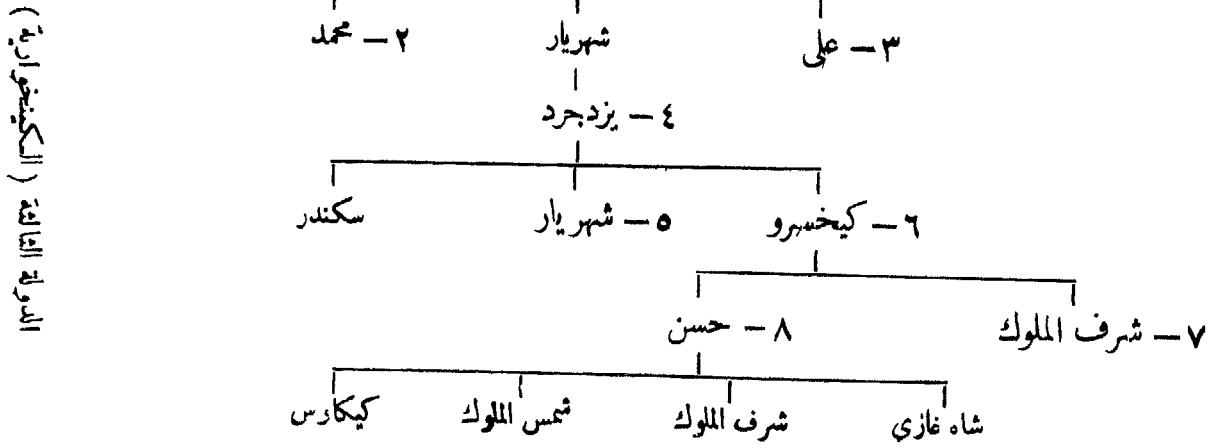 ٣ – على شهريار ٢ – محمد
٤ – يزدجرد
٦ – كيخسرو ٥ – شهريار سكندر
٧ – شرف الملوك ٨ – حسن
شاه غازي شرف الملوك شمس الملوك كيكاوس
الدولة الثالثة ( الكينخوارية )